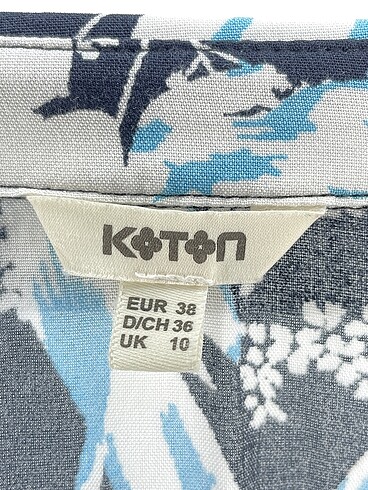 KOTON
EUR 38
D/CH 36
UK 10